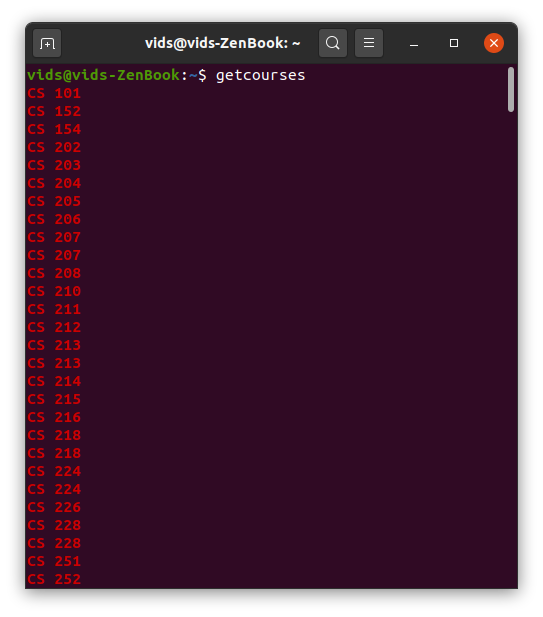 vids@vids-ZenBook: ~
vids@vids-ZenBook:~$ getcourses
CS 101
CS 152
CS 154
CS 202
CS 203
CS 204
CS 205
CS 206
CS 207
CS 207
CS 208
CS 210
CS 211
CS 212
CS 213
CS 213
CS 214
CS 215
CS 216
CS 218
CS 218
CS 224
CS 224
CS 226
CS 228
CS 228
CS 251
CS 252